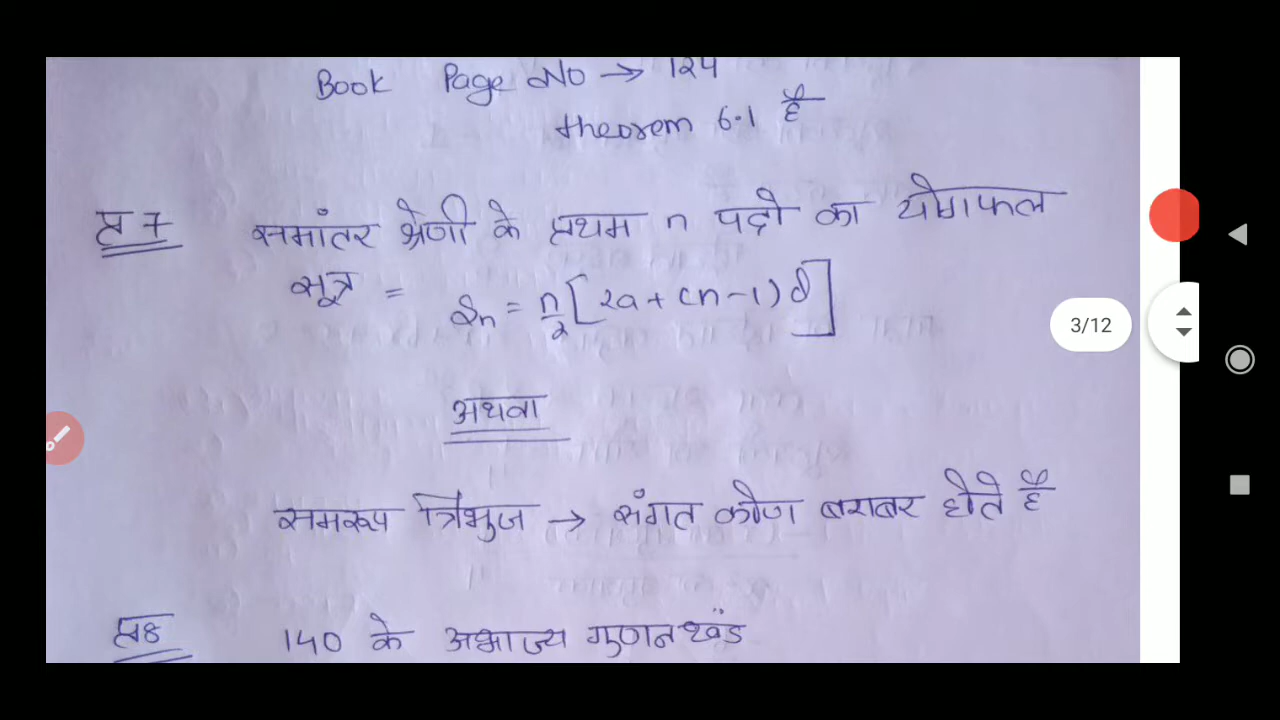 Book Page No → 124
theorem 6.1 है
प्र 7 समांतर श्रेणी के प्रथम n पदो का योगफल
सूत्र = Sn = n/2 [2a + (n-1) d]
अथवा
समरूप त्रिभुज → संगत कोण बराबर होते है
3/12
प्र8 140 के अभाज्य गुणनखंड